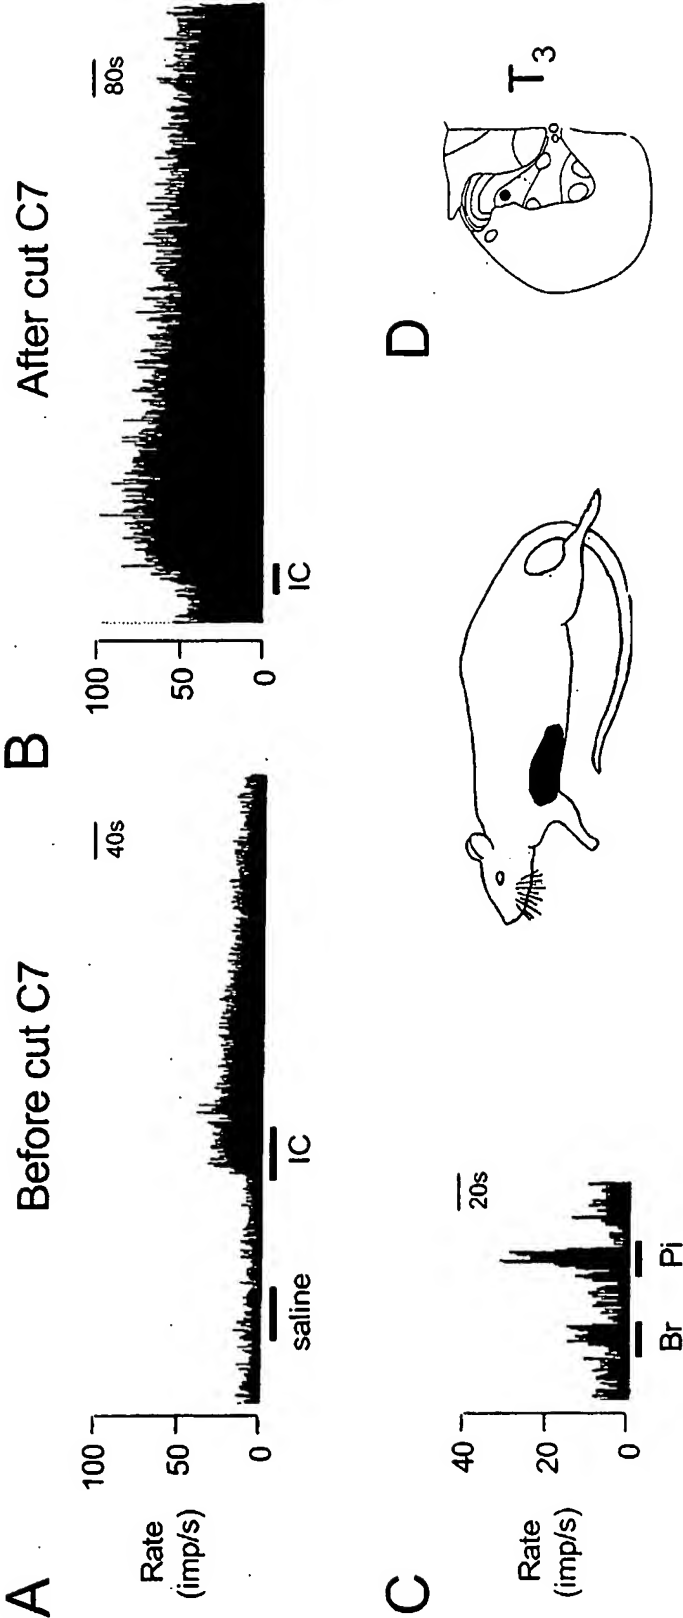 A
Before cut C7
Rate
(imp/s)
100
50
0
saline
IC
40s
B
After cut C7
100
50
0
IC
80s
C
Rate
(imp/s)
40
20
0
Br
Pi
20s
D
T3